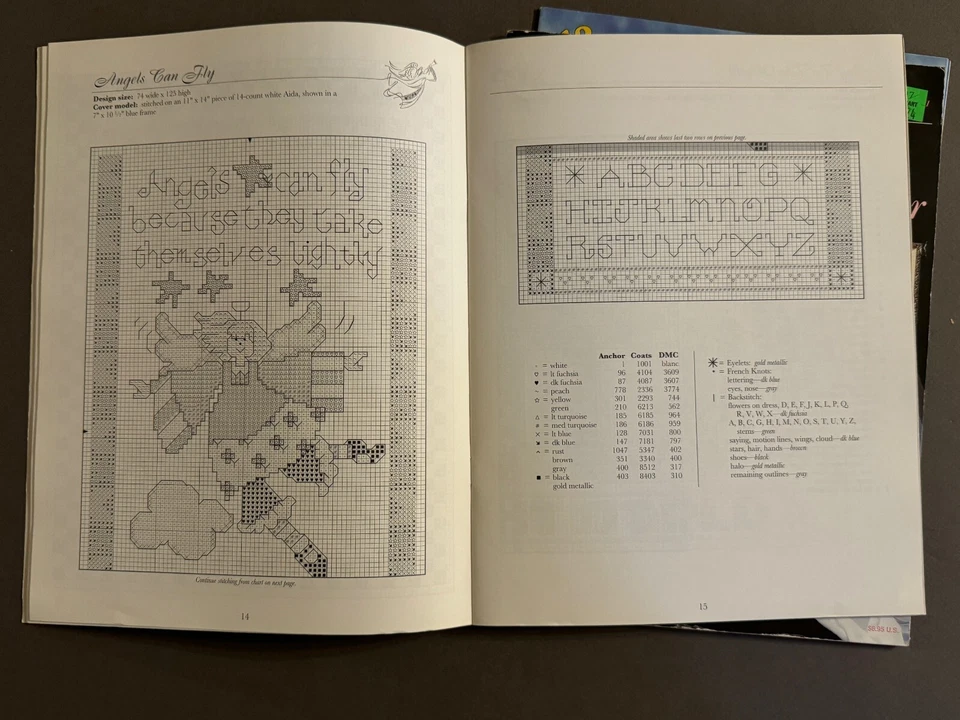 Angels Can Fly
Design size: 74 wide x 123 high
Cover model: stitched on an 11" x 14" piece of 14-count white Aida, shown in a
7" x 10 ½" blue frame
Angels can fly
because they take
themselves lightly
Continue stitching from chart on next page.
14
Shaded area shows last two rows on previous page.
ABCDEFG
HIJKLMNOPQ
RSTUVWXYZ
Anchor Coats DMC
= white 1 1001 blanc
= lt fuchsia 96 4104 3609
= dk fuchsia 87 4087 3607
= peach 778 2336 3774
= yellow 301 2293 744
green 210 6213 562
= lt turquoise 185 6185 964
= med turquoise 186 6186 959
= lt blue 128 7031 800
= dk blue 147 7181 797
= rust 1047 5347 402
brown 351 3340 400
gray 400 8512 317
= black 403 8403 310
gold metallic
= Eyelets: gold metallic
• = French Knots:
lettering—dk blue
eyes, nose—gray
| = Backstitch:
flowers on dress, D, E, F, J, K, L, P, Q,
R, V, W, X—dk fuchsia
A, B, C, G, H, I, M, N, O, S, T, U, Y, Z,
stems—green
saying, motion lines, wings, cloud—dk blue
stars, hair, hands—brown
shoes—black
halo—gold metallic
remaining outlines—gray
15
U.S.